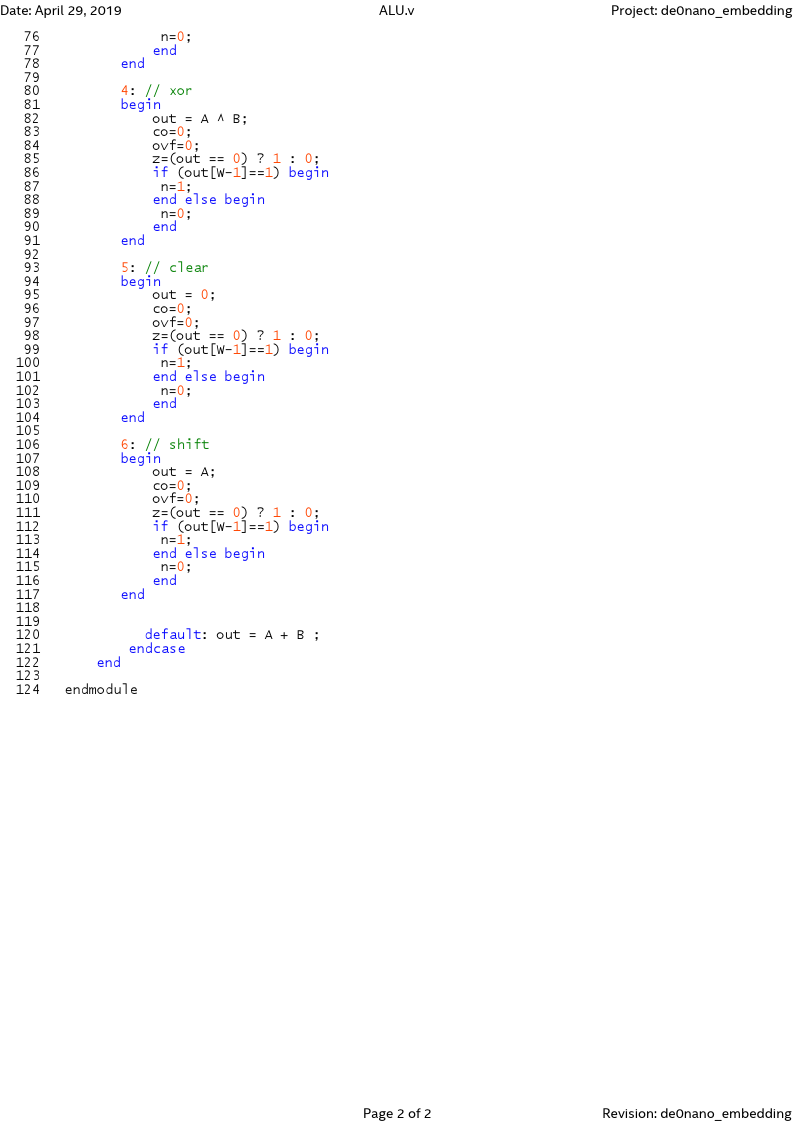 Date: April 29, 2019 ALU.v Project: de0nano_embedding
76 n=0;
77 end
78 end
79
80 4: // xor
81 begin
82 out = A ^ B;
83 co=0;
84 ovf=0;
85 z=(out == 0) ? 1 : 0;
86 if (out[W-1]==1) begin
87 n=1;
88 end else begin
89 n=0;
90 end
91 end
92
93 5: // clear
94 begin
95 out = 0;
96 co=0;
97 ovf=0;
98 z=(out == 0) ? 1 : 0;
99 if (out[W-1]==1) begin
100 n=1;
101 end else begin
102 n=0;
103 end
104 end
105
106 6: // shift
107 begin
108 out = A;
109 co=0;
110 ovf=0;
111 z=(out == 0) ? 1 : 0;
112 if (out[W-1]==1) begin
113 n=1;
114 end else begin
115 n=0;
116 end
117 end
118
119
120 default: out = A + B ;
121 endcase
122 end
123
124 endmodule
Page 2 of 2 Revision: de0nano_embedding